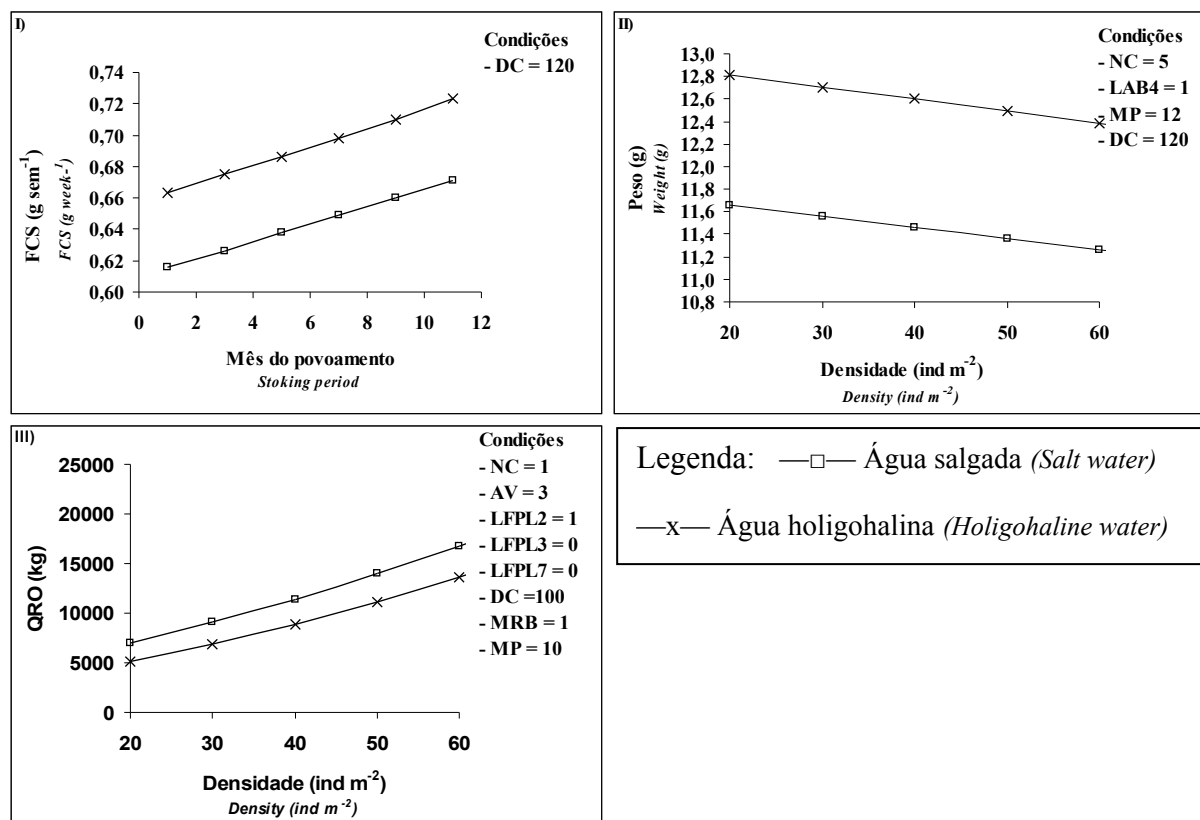 I)
Condições
- DC = 120
0,74
0,72
0,70
0,68
0,66
0,64
0,62
0,60
FCS (g sem-1)
FCS (g week-1)
0 2 4 6 8 10 12
Mês do povoamento
Stoking period
II)
Condições
- NC = 5
- LAB4 = 1
- MP = 12
- DC = 120
13,0
12,8
12,6
12,4
12,2
12,0
11,8
11,6
11,4
11,2
11,0
10,8
Peso (g)
Weight (g)
20 30 40 50 60
Densidade (ind m-2)
Density (ind m-2)
III)
Condições
- NC = 1
- AV = 3
- LFPL2 = 1
- LFPL3 = 0
- LFPL7 = 0
- DC =100
- MRB = 1
- MP = 10
25000
20000
15000
10000
5000
0
QRO (kg)
20 30 40 50 60
Densidade (ind m-2)
Density (ind m-2)
Legenda: Água salgada (Salt water)
x Água holigohalina (Holigohaline water)